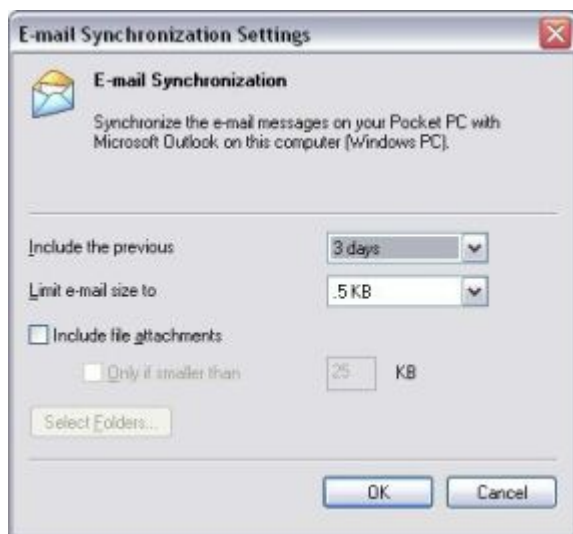 E-mail Synchronization Settings
E-mail Synchronization
Synchronize the e-mail messages on your Pocket PC with
Microsoft Outlook on this computer (Windows PC).
Include the previous 3 days
Limit e-mail size to .5 KB
Include file attachments
Only if smaller than 25 KB
Select Folders...
OK Cancel